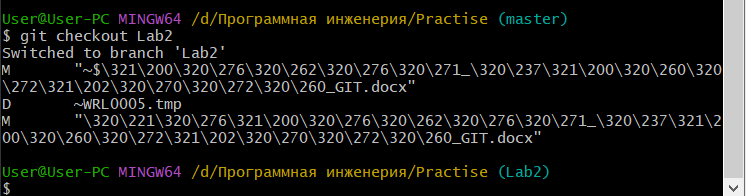 User@User-PC MINGW64 /d/Программная инженерия/Practise (master)
$ git checkout Lab2
Switched to branch 'Lab2'
M       "~$\321\200\320\276\320\262\320\276\320\271_\320\237\321\200\320\260\320
\272\321\202\320\270\320\272\320\260_GIT.docx"
D       ~WRL0005.tmp
M       "\320\221\320\276\321\200\320\276\320\262\320\276\320\271_\320\237\321\2
00\320\260\320\272\321\202\320\270\320\272\320\260_GIT.docx"
User@User-PC MINGW64 /d/Программная инженерия/Practise (Lab2)
$